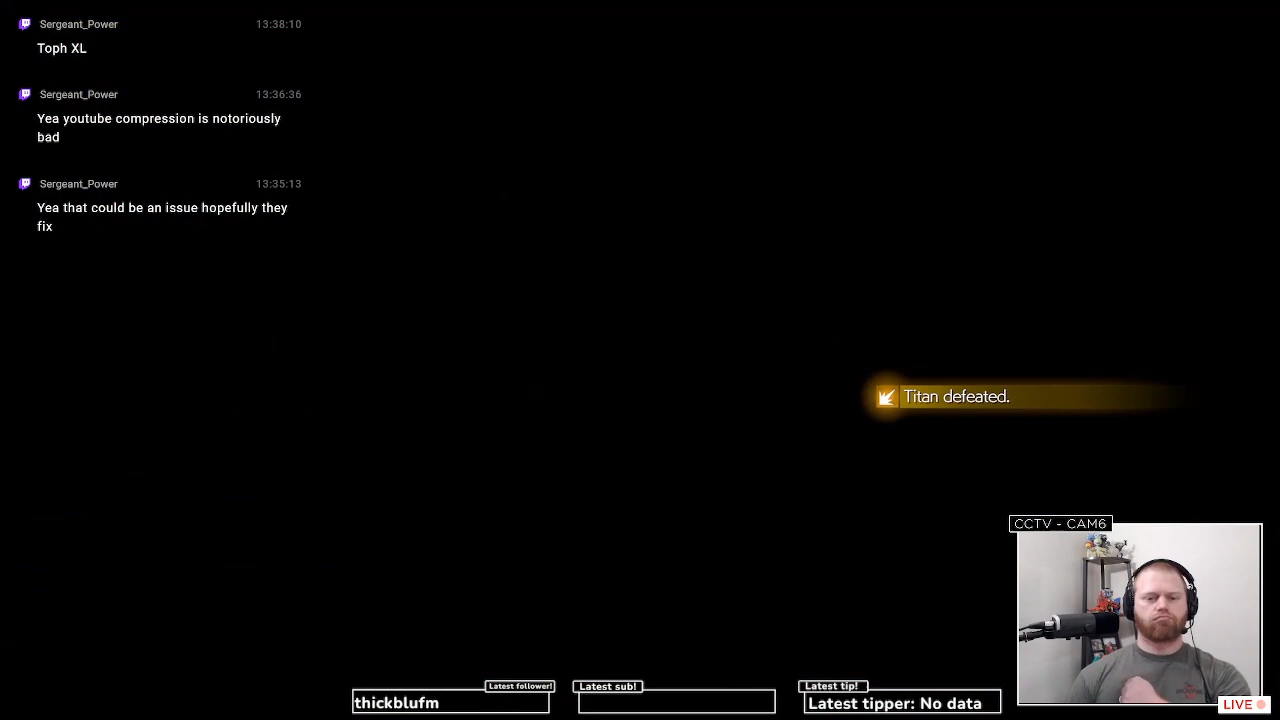 Sergeant_Power 13:38:10
Toph XL
Sergeant_Power 13:36:36
Yea youtube compression is notoriously
bad
Sergeant_Power 13:35:13
Yea that could be an issue hopefully they
fix
Titan defeated.
CCTV - CAM6
Latest follower!
thickblufm
Latest sub!
Latest tip!
Latest tipper: No data
LIVE